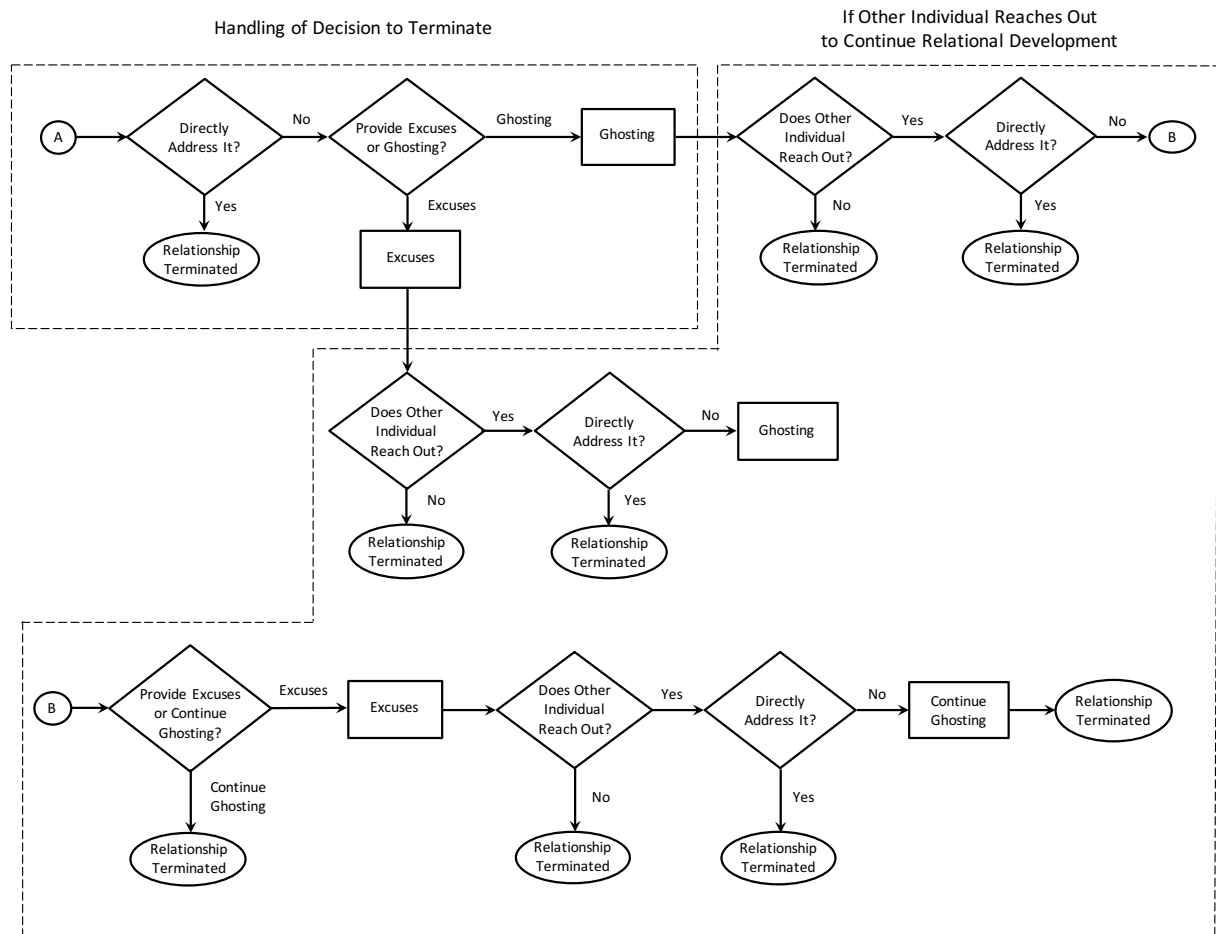 Handling of Decision to Terminate
If Other Individual Reaches Out
to Continue Relational Development
A
Directly
Address It?
No
Provide Excuses
or Ghosting?
Ghosting
Ghosting
Does Other
Individual
Reach Out?
Yes
Directly
Address It?
No
B
Yes
Relationship
Terminated
Excuses
Excuses
No
Relationship
Terminated
Yes
Relationship
Terminated
Does Other
Individual
Reach Out?
Yes
Directly
Address It?
No
Ghosting
No
Relationship
Terminated
Yes
Relationship
Terminated
B
Provide Excuses
or Continue
Ghosting?
Excuses
Excuses
Does Other
Individual
Reach Out?
Yes
Directly
Address It?
No
Continue
Ghosting
Relationship
Terminated
Continue
Ghosting
Relationship
Terminated
No
Relationship
Terminated
Yes
Relationship
Terminated